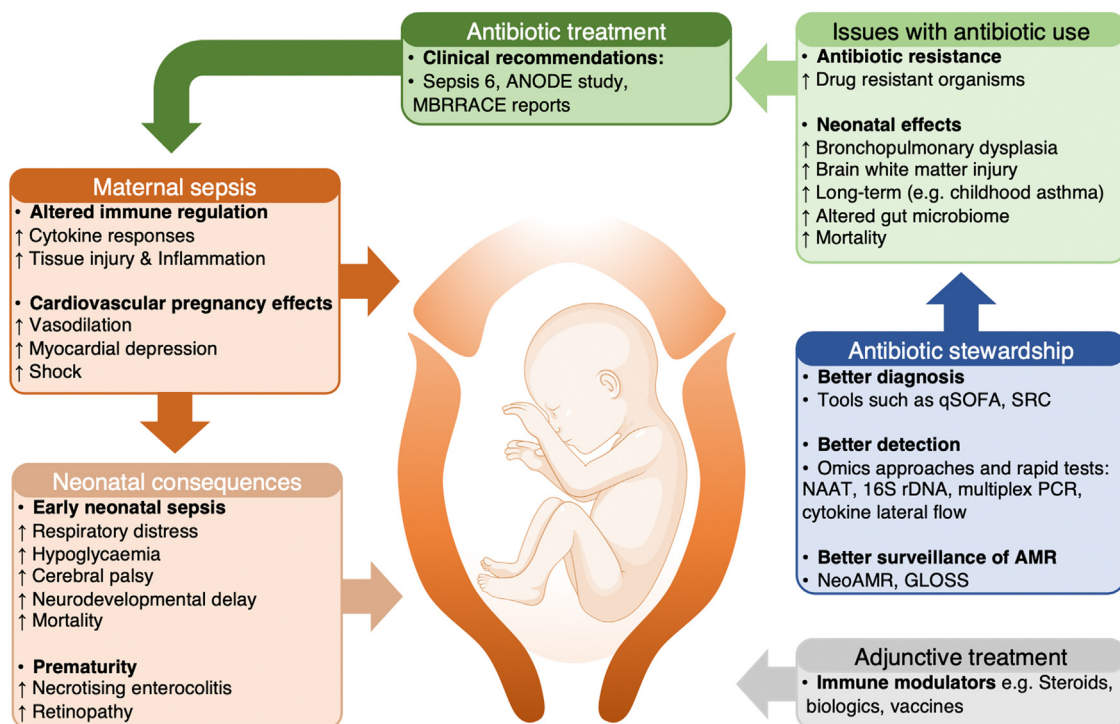 Antibiotic treatment
• Clinical recommendations:
• Sepsis 6, ANODE study,
MBRRACE reports
Issues with antibiotic use
• Antibiotic resistance
↑ Drug resistant organisms
• Neonatal effects
↑ Bronchopulmonary dysplasia
↑ Brain white matter injury
↑ Long-term (e.g. childhood asthma)
↑ Altered gut microbiome
↑ Mortality
Maternal sepsis
• Altered immune regulation
↑ Cytokine responses
↑ Tissue injury & Inflammation
• Cardiovascular pregnancy effects
↑ Vasodilation
↑ Myocardial depression
↑ Shock
Antibiotic stewardship
• Better diagnosis
• Tools such as qSOFA, SRC
• Better detection
• Omics approaches and rapid tests:
NAAT, 16S rDNA, multiplex PCR,
cytokine lateral flow
• Better surveillance of AMR
• NeoAMR, GLOSS
Neonatal consequences
• Early neonatal sepsis
↑ Respiratory distress
↑ Hypoglycaemia
↑ Cerebral palsy
↑ Neurodevelopmental delay
↑ Mortality
• Prematurity
↑ Necrotising enterocolitis
↑ Retinopathy
Adjunctive treatment
• Immune modulators e.g. Steroids,
biologics, vaccines